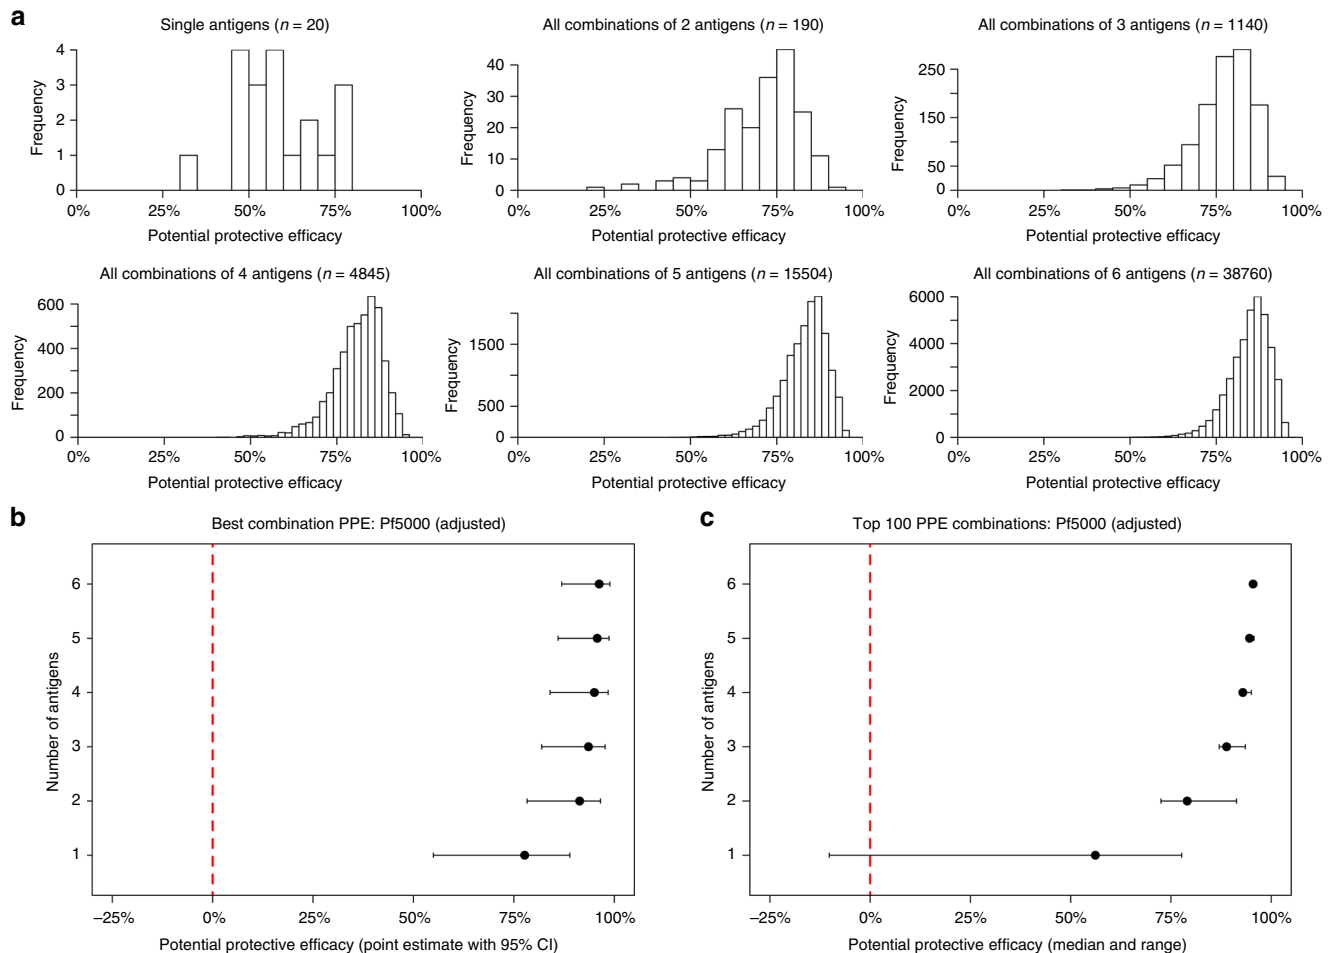 a
Single antigens (n = 20)
All combinations of 2 antigens (n = 190)
All combinations of 3 antigens (n = 1140)
Frequency
4
3
2
1
0
0%
25%
50%
75%
100%
Potential protective efficacy
Frequency
40
30
20
10
0
0%
25%
50%
75%
100%
Potential protective efficacy
Frequency
250
150
50
0
0%
25%
50%
75%
100%
Potential protective efficacy
All combinations of 4 antigens (n = 4845)
All combinations of 5 antigens (n = 15504)
All combinations of 6 antigens (n = 38760)
Frequency
600
400
200
0
0%
25%
50%
75%
100%
Potential protective efficacy
Frequency
1500
500
0
0%
25%
50%
75%
100%
Potential protective efficacy
Frequency
6000
4000
2000
0
0%
25%
50%
75%
100%
Potential protective efficacy
b
Best combination PPE: Pf5000 (adjusted)
Number of antigens
6
5
4
3
2
1
−25%
0%
25%
50%
75%
100%
Potential protective efficacy (point estimate with 95% CI)
c
Top 100 PPE combinations: Pf5000 (adjusted)
Number of antigens
6
5
4
3
2
1
−25%
0%
25%
50%
75%
100%
Potential protective efficacy (median and range)